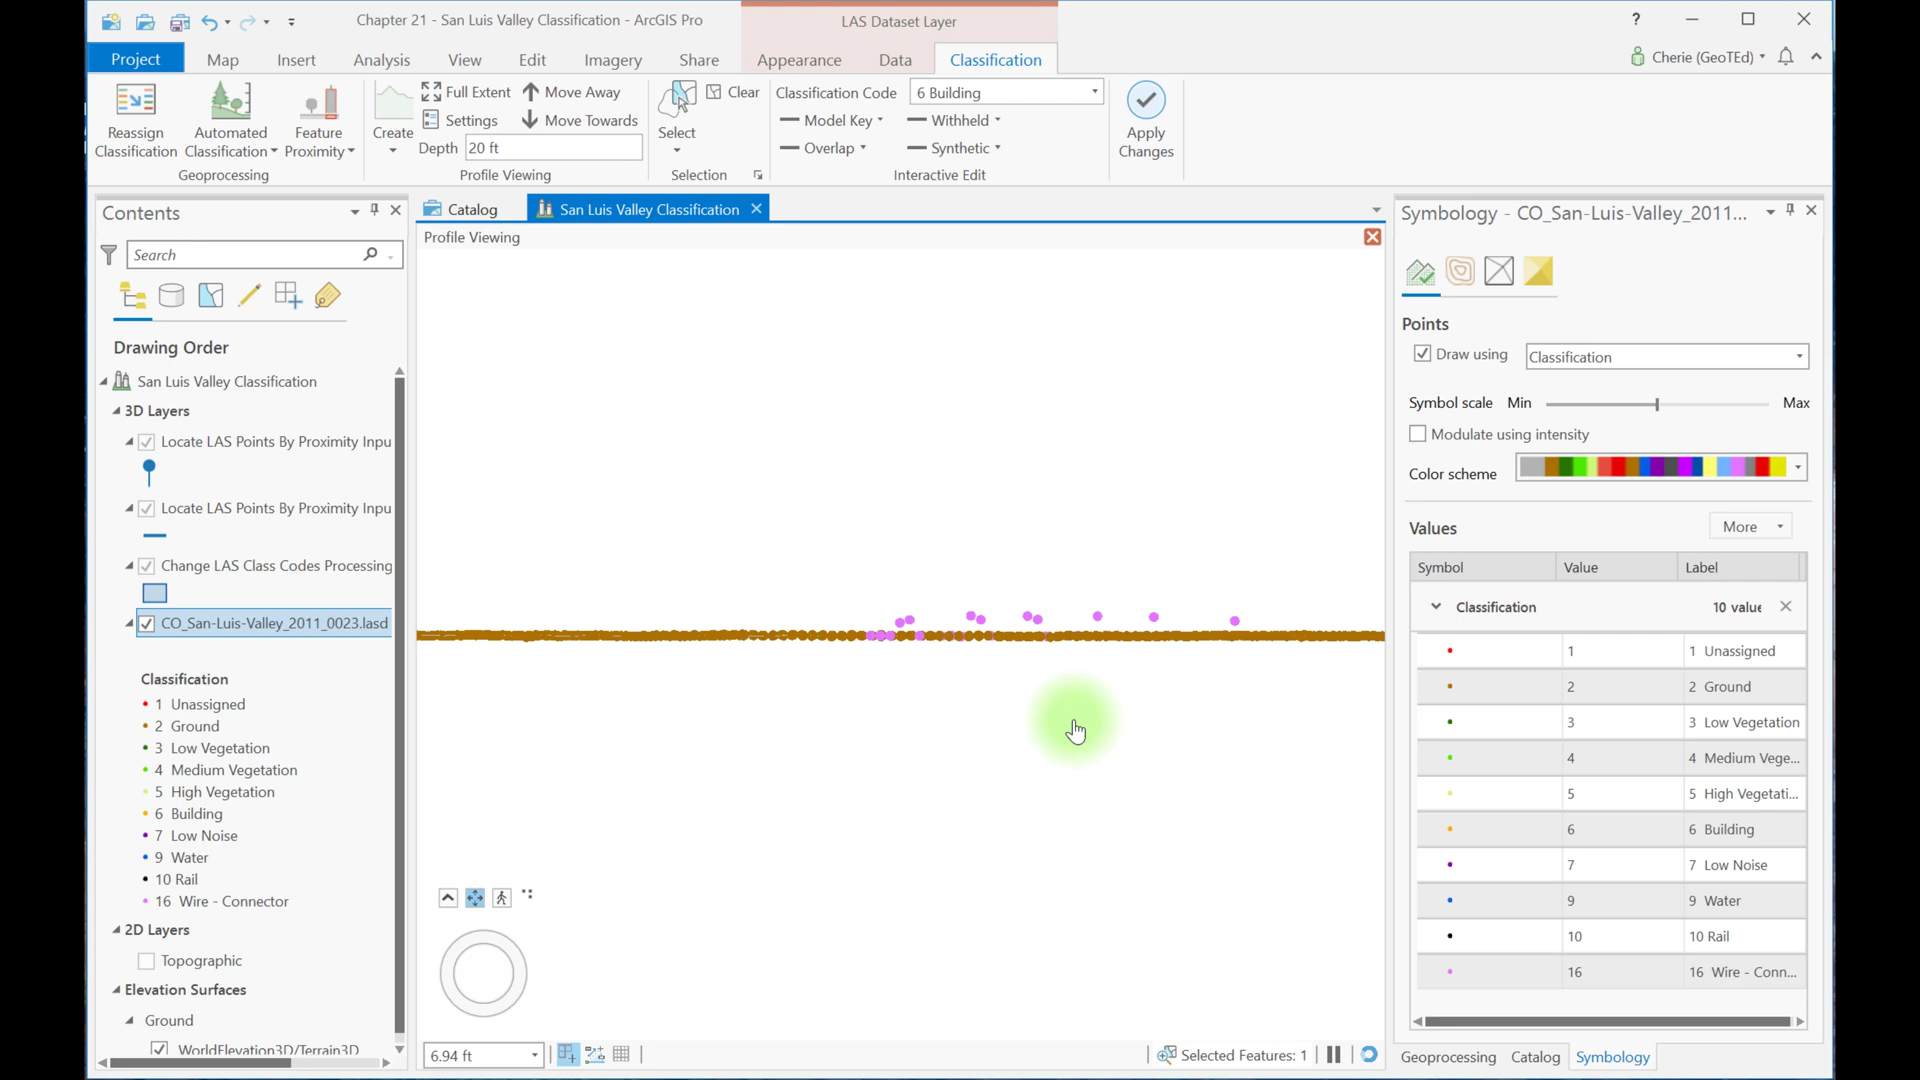 Chapter 21 - San Luis Valley Classification - ArcGIS Pro
LAS Dataset Layer
?
Project
Map
Insert
Analysis
View
Edit
Imagery
Share
Appearance
Data
Classification
Cherie (GeoTEd)
Reassign
Classification
Automated
Classification
Feature
Proximity
Geoprocessing
Create
Full Extent
Move Away
Settings
Move Towards
Depth
20 ft
Profile Viewing
Select
Clear
Selection
Classification Code
6 Building
Model Key
Withheld
Overlap
Synthetic
Interactive Edit
Apply
Changes
Contents
Search
Drawing Order
San Luis Valley Classification
3D Layers
Locate LAS Points By Proximity Inpu
Locate LAS Points By Proximity Inpu
Change LAS Class Codes Processing
CO_San-Luis-Valley_2011_0023.lasd
Classification
1 Unassigned
2 Ground
3 Low Vegetation
4 Medium Vegetation
5 High Vegetation
6 Building
7 Low Noise
9 Water
10 Rail
16 Wire - Connector
2D Layers
Topographic
Elevation Surfaces
Ground
WorldElevation3D/Terrain3D
Catalog
San Luis Valley Classification
Profile Viewing
6.94 ft
Selected Features: 1
Symbology - CO_San-Luis-Valley_2011...
Points
Draw using
Classification
Symbol scale
Min
Max
Modulate using intensity
Color scheme
Values
More
Symbol
Value
Label
Classification
10 value
1
1 Unassigned
2
2 Ground
3
3 Low Vegetation
4
4 Medium Vege...
5
5 High Vegetati...
6
6 Building
7
7 Low Noise
9
9 Water
10
10 Rail
16
16 Wire - Conn...
Geoprocessing
Catalog
Symbology